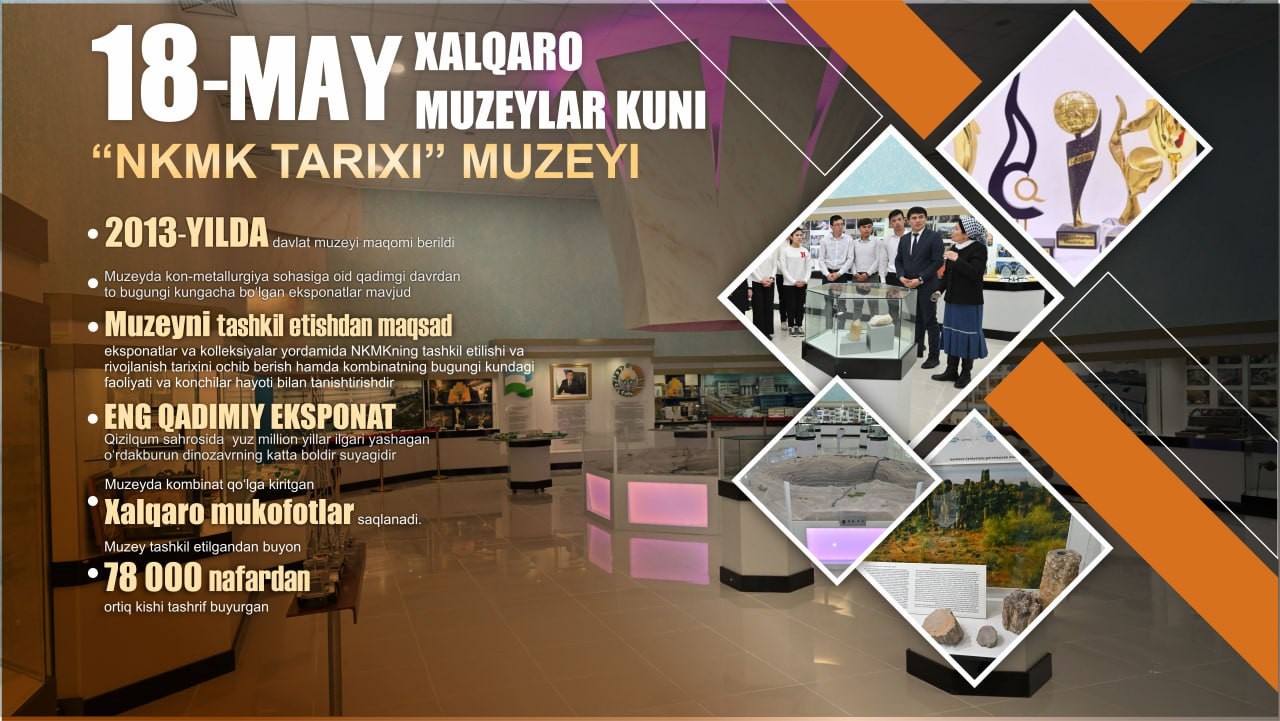 18-MAY XALQARO
MUZEYLAR KUNI
“NKMK TARIXI” MUZEYI
• 2013-YILDA davlat muzeyi maqomi berildi
• Muzeyda kon-metallurgiya sohasiga oid qadimgi davrdan
to bugungi kungacha bo‘lgan eksponatlar mavjud
• Muzeyni tashkil etishdan maqsad
eksponatlar va kolleksiyalar yordamida NKMKning tashkil etilishi va
rivojlanish tarixini ochib berish hamda kombinatning bugungi kundagi
faoliyati va konchilar hayoti bilan tanishtirishdir
• ENG QADIMIY EKSPONAT
Qizilqum sahrosida yuz million yillar ilgari yashagan
o‘rdakburun dinozavrning katta boldir suyagidir
Muzeyda kombinat qo‘lga kiritgan
• Xalqaro mukofotlar saqlanadi.
Muzey tashkil etilgandan buyon
• 78 000 nafardan
ortiq kishi tashrif buyurgan